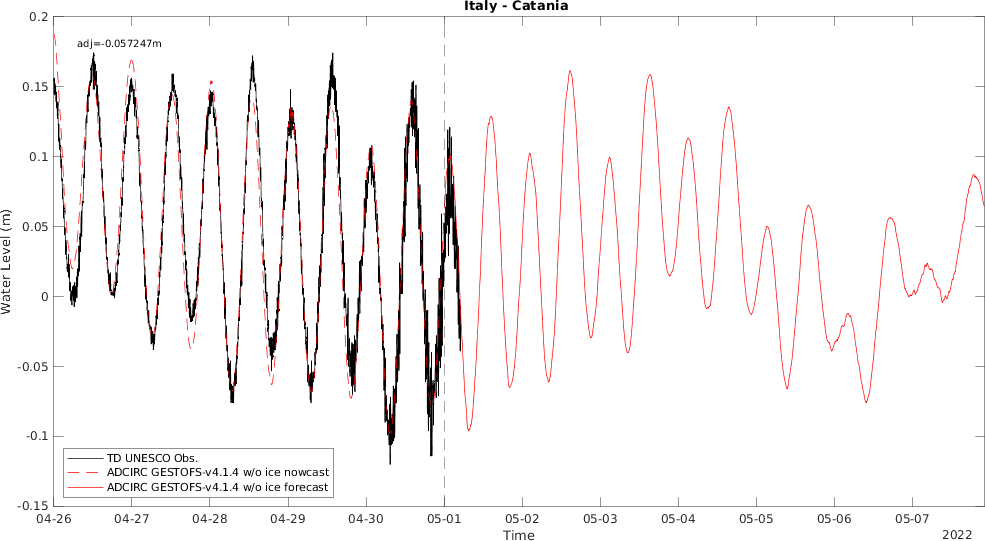 Italy - Catania
adj=-0.057247m
0.2
0.15
0.1
0.05
0
-0.05
-0.1
-0.15
Water Level (m)
TD UNESCO Obs.
ADCIRC GESTOFS-v4.1.4 w/o ice nowcast
ADCIRC GESTOFS-v4.1.4 w/o ice forecast
04-26 04-27 04-28 04-29 04-30 05-01 05-02 05-03 05-04 05-05 05-06 05-07
Time
2022